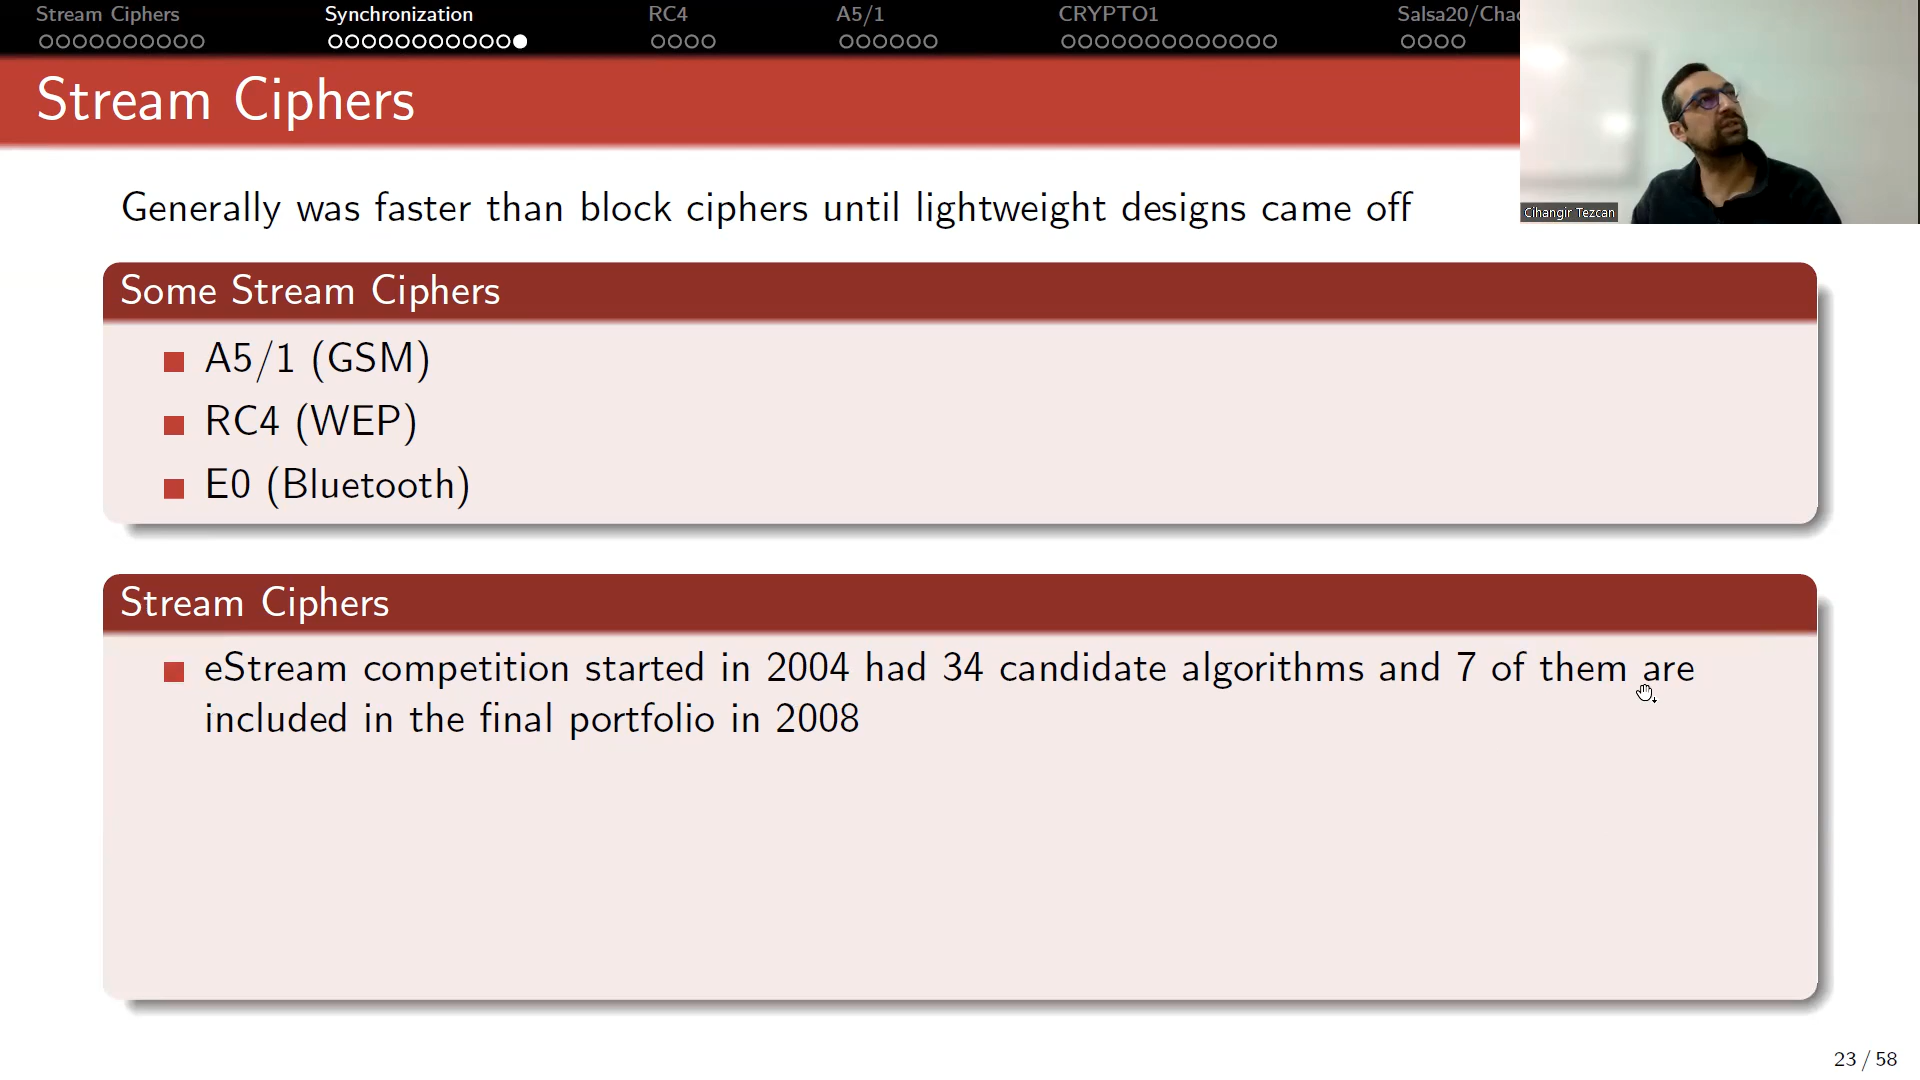 Stream Ciphers
Synchronization
RC4
A5/1
CRYPTO1
Salsa20/Chac
Stream Ciphers
Cihangir Tezcan
Generally was faster than block ciphers until lightweight designs came off
Some Stream Ciphers
A5/1 (GSM)
RC4 (WEP)
E0 (Bluetooth)
Stream Ciphers
eStream competition started in 2004 had 34 candidate algorithms and 7 of them are
included in the final portfolio in 2008
23 / 58